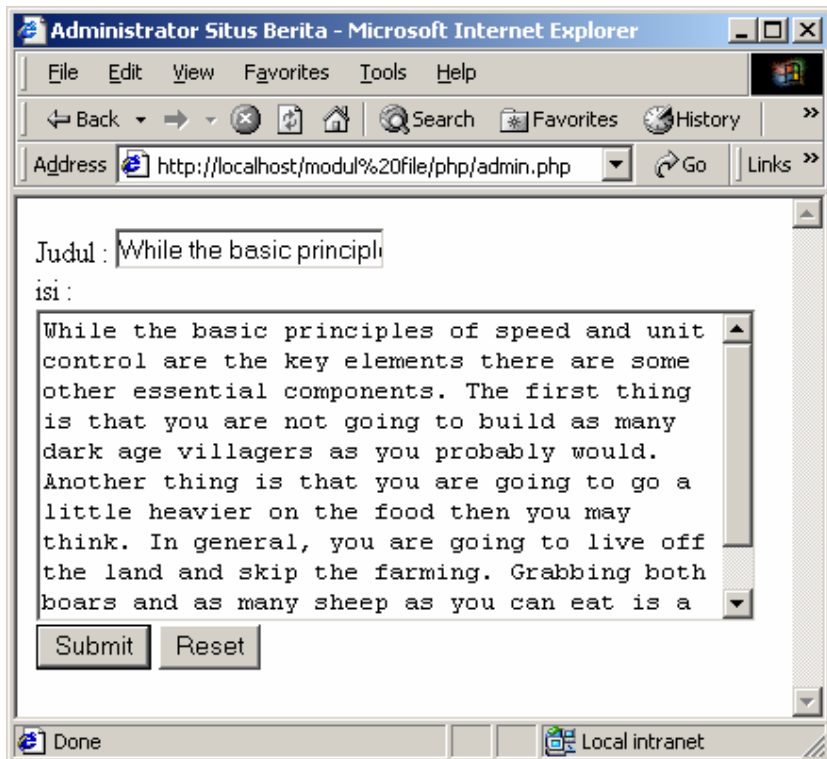 Administrator Situs Berita - Microsoft Internet Explorer
File Edit View Favorites Tools Help
Back Search Favorites History »
Address http://localhost/modul%20file/php/admin.php Go Links »
Judul : While the basic principl
isi :
While the basic principles of speed and unit
control are the key elements there are some
other essential components. The first thing
is that you are not going to build as many
dark age villagers as you probably would.
Another thing is that you are going to go a
little heavier on the food then you may
think. In general, you are going to live off
the land and skip the farming. Grabbing both
boars and as many sheep as you can eat is a
Submit Reset
Done Local intranet